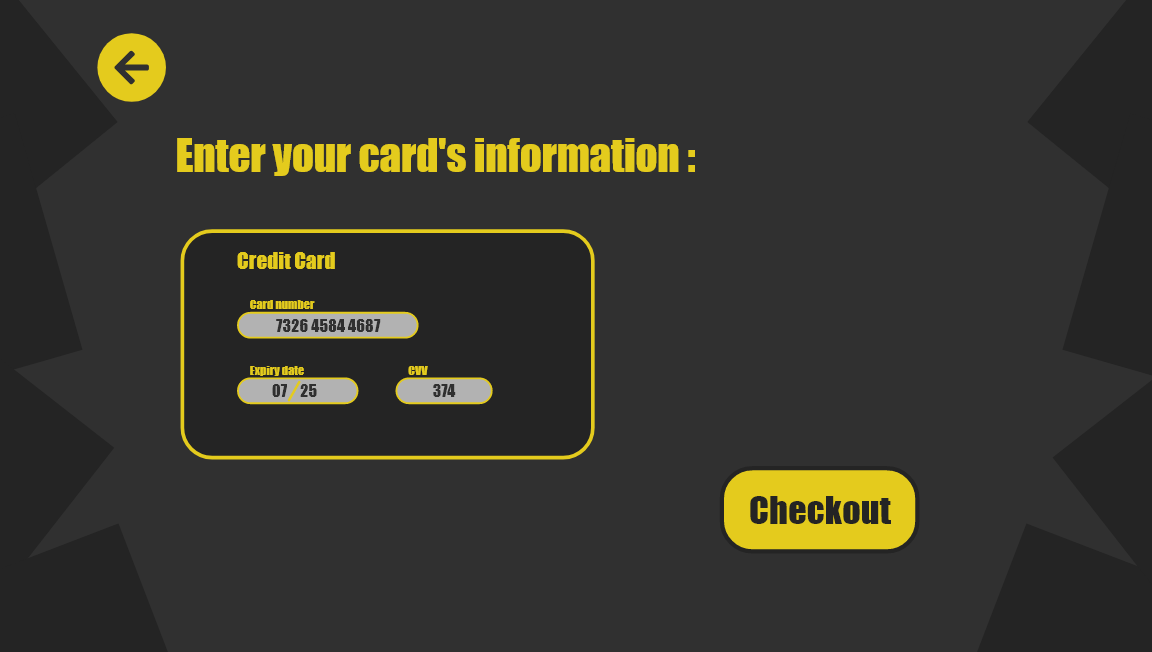 Enter your card's information :
Credit Card
Card number
7326 4584 4687
Expiry date CVV
07/25 374
Checkout